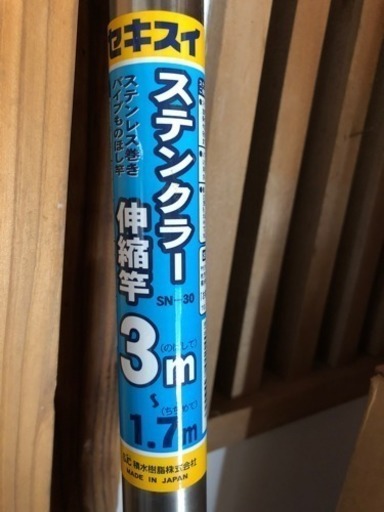 セキスイ
ステンレス巻き
パイプものほし竿
ステンクラー
伸縮竿
SN-30
(のばして)
3m
～
(ちぢめて)
1.7m
積水樹脂株式会社
MADE IN JAPAN